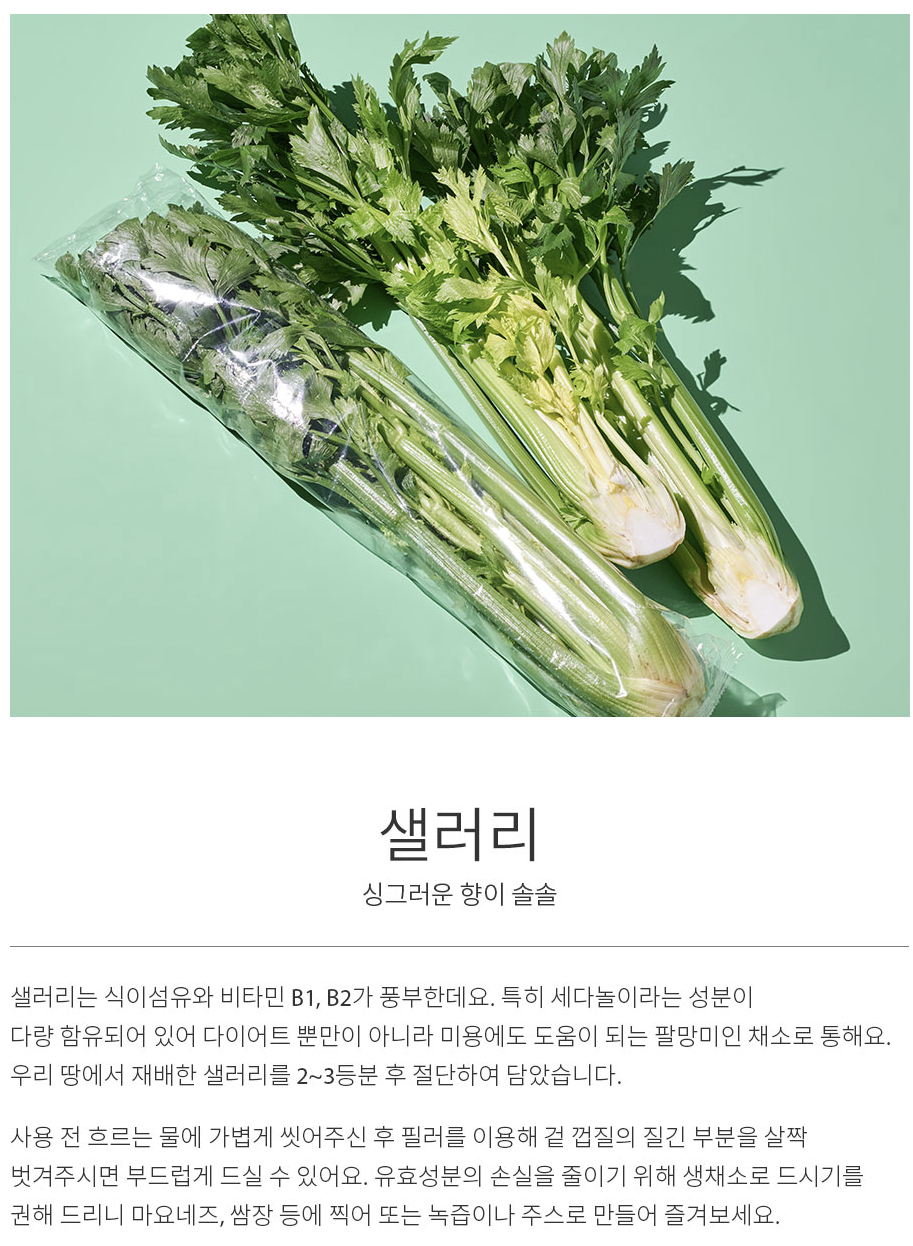 샐러리
싱그러운 향이 솔솔
샐러리는 식이섬유와 비타민 B1, B2가 풍부한데요. 특히 세다놀이라는 성분이
다량 함유되어 있어 다이어트 뿐만이 아니라 미용에도 도움이 되는 팔망미인 채소로 통해요.
우리 땅에서 재배한 샐러리를 2~3등분 후 절단하여 담았습니다.
사용 전 흐르는 물에 가볍게 씻어주신 후 필러를 이용해 겉 껍질의 질긴 부분을 살짝
벗겨주시면 부드럽게 드실 수 있어요. 유효성분의 손실을 줄이기 위해 생채소로 드시기를
권해 드리니 마요네즈, 쌈장 등에 찍어 또는 녹즙이나 주스로 만들어 즐겨보세요.